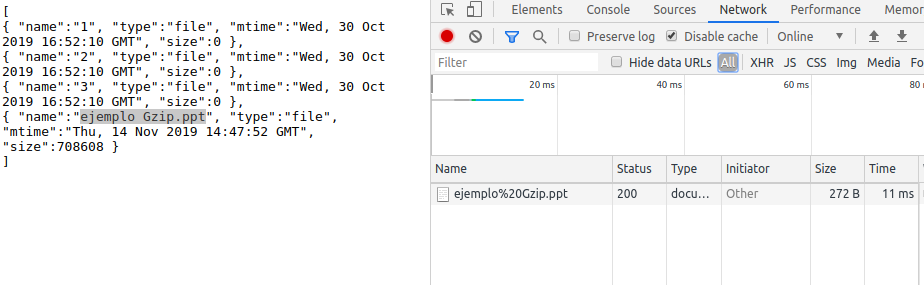 [
{ "name":"1", "type":"file", "mtime":"Wed, 30 Oct
2019 16:52:10 GMT", "size":0 },
{ "name":"2", "type":"file", "mtime":"Wed, 30 Oct
2019 16:52:10 GMT", "size":0 },
{ "name":"3", "type":"file", "mtime":"Wed, 30 Oct
2019 16:52:10 GMT", "size":0 },
{ "name":"ejemplo Gzip.ppt", "type":"file",
"mtime":"Thu, 14 Nov 2019 14:47:52 GMT",
"size":708608 }
]
Elements Console Sources Network Performance Memor
Preserve log Disable cache Online
Filter Hide data URLs All XHR JS CSS Img Media Fo
20 ms 40 ms 60 ms 80 m
Name Status Type Initiator Size Time
ejemplo%20Gzip.ppt 200 docu... Other 272 B 11 ms